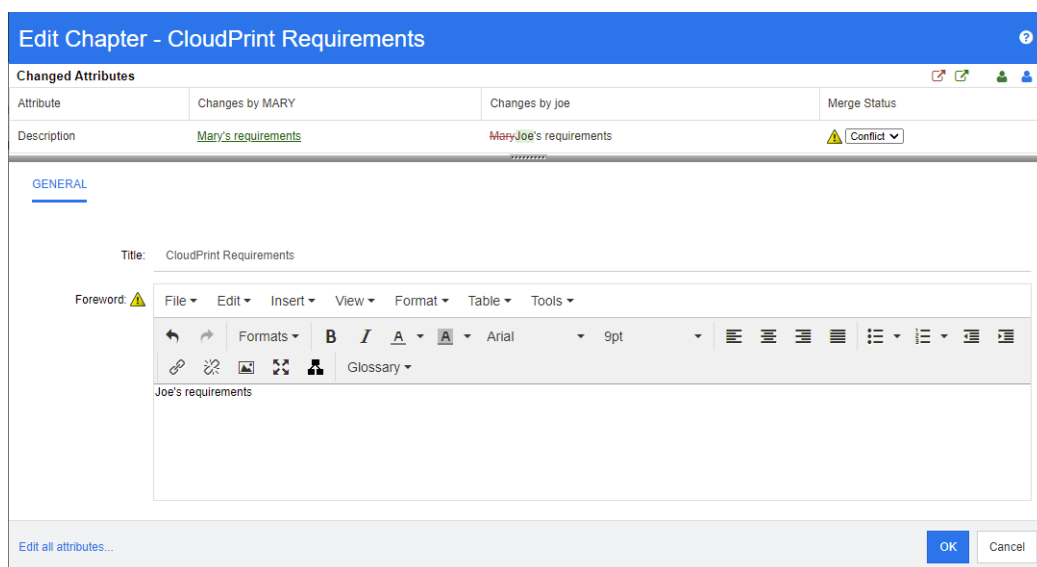 Edit Chapter - CloudPrint Requirements
Changed Attributes
Attribute Changes by MARY Changes by joe Merge Status
Description Mary's requirements MaryJoe's requirements Conflict
GENERAL
Title: CloudPrint Requirements
Foreword: File Edit Insert View Format Table Tools
Formats B I A A Arial 9pt
Glossary
Joe's requirements
Edit all attributes... OK Cancel